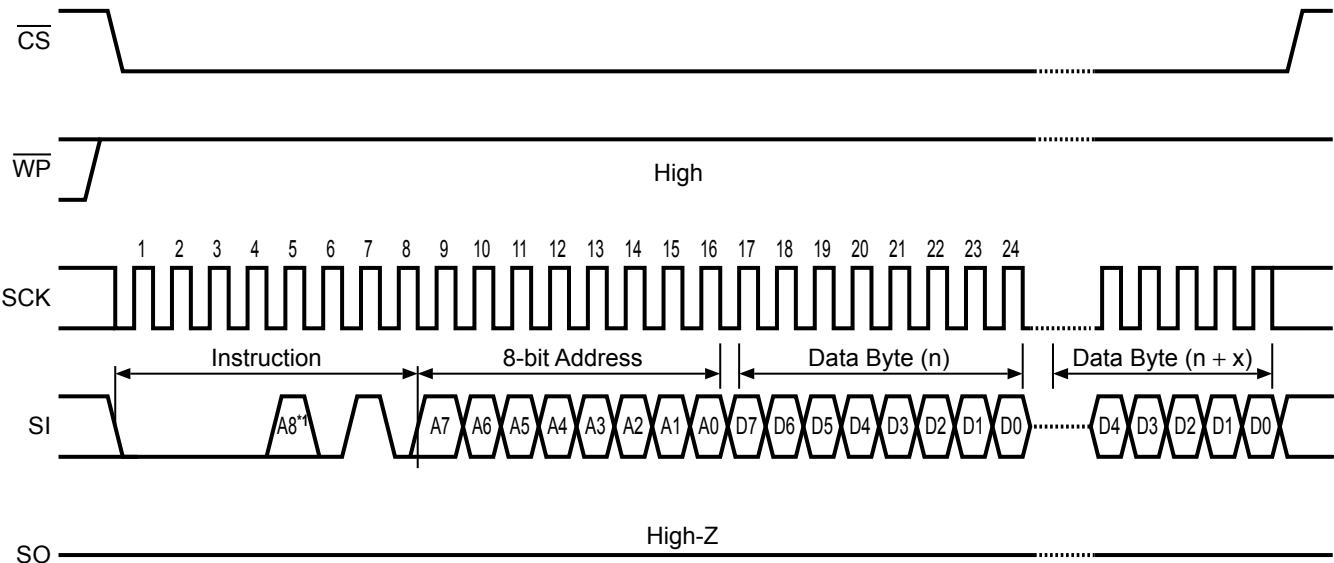 CS
WP
High
1 2 3 4 5 6 7 8 9 10 11 12 13 14 15 16 17 18 19 20 21 22 23 24
SCK
Instruction 8-bit Address Data Byte (n) Data Byte (n + x)
SI A8*1 A7 A6 A5 A4 A3 A2 A1 A0 D7 D6 D5 D4 D3 D2 D1 D0 D4 D3 D2 D1 D0
High-Z
SO